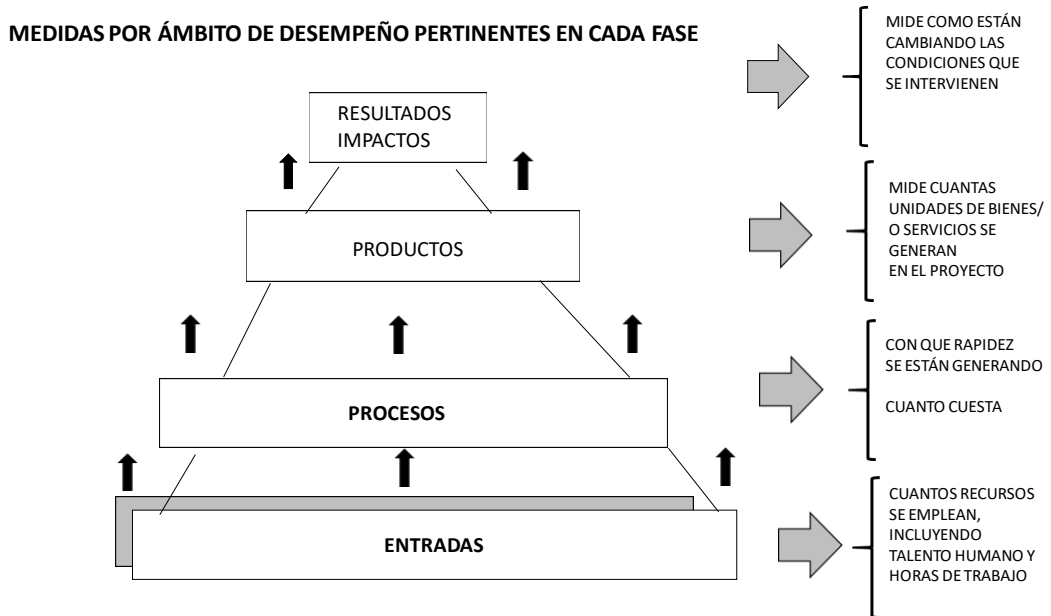 MEDIDAS POR ÁMBITO DE DESEMPEÑO PERTINENTES EN CADA FASE
RESULTADOS
IMPACTOS
MIDE COMO ESTÁN
CAMBIANDO LAS
CONDICIONES QUE
SE INTERVIENEN
PRODUCTOS
MIDE CUANTAS
UNIDADES DE BIENES/
O SERVICIOS SE
GENERAN
EN EL PROYECTO
PROCESOS
CON QUE RAPIDEZ
SE ESTÁN GENERANDO
CUANTO CUESTA
ENTRADAS
CUANTOS RECURSOS
SE EMPLEAN,
INCLUYENDO
TALENTO HUMANO Y
HORAS DE TRABAJO